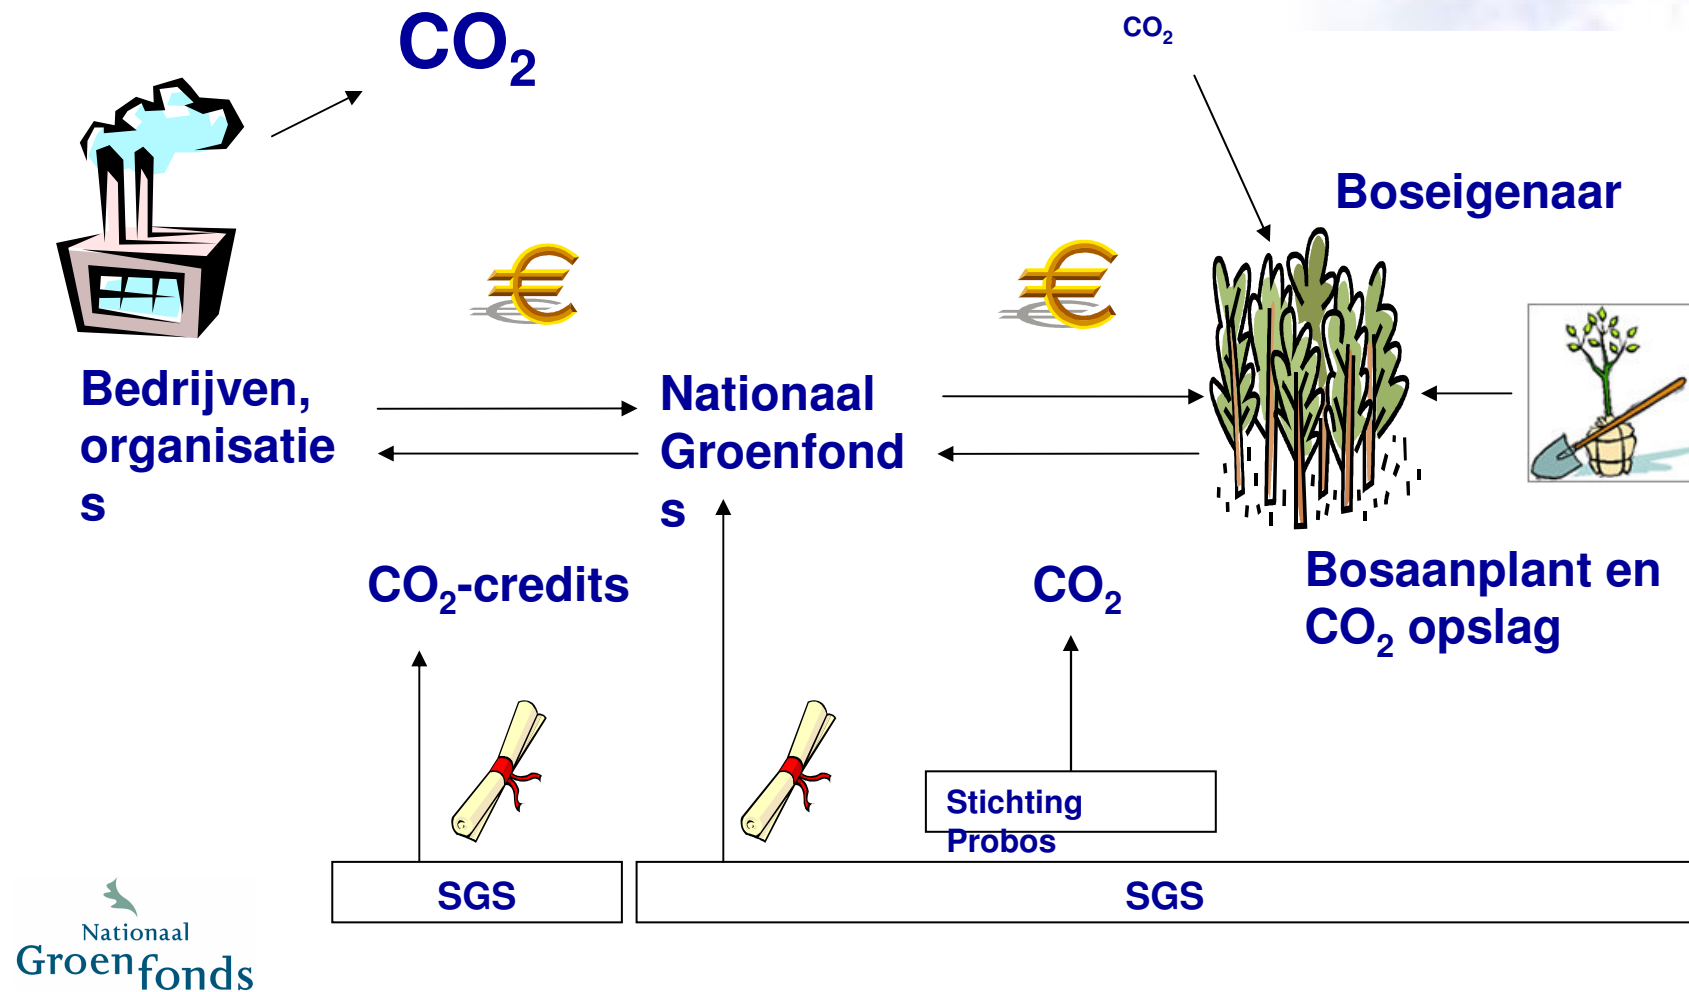 CO₂
CO₂
Boseigenaar
Bedrijven,
organisatie
s
Nationaal
Groenfond
s
CO₂-credits
CO₂
Bosaanplant en
CO₂ opslag
Stichting
Probos
SGS
SGS
Nationaal
Groenfonds